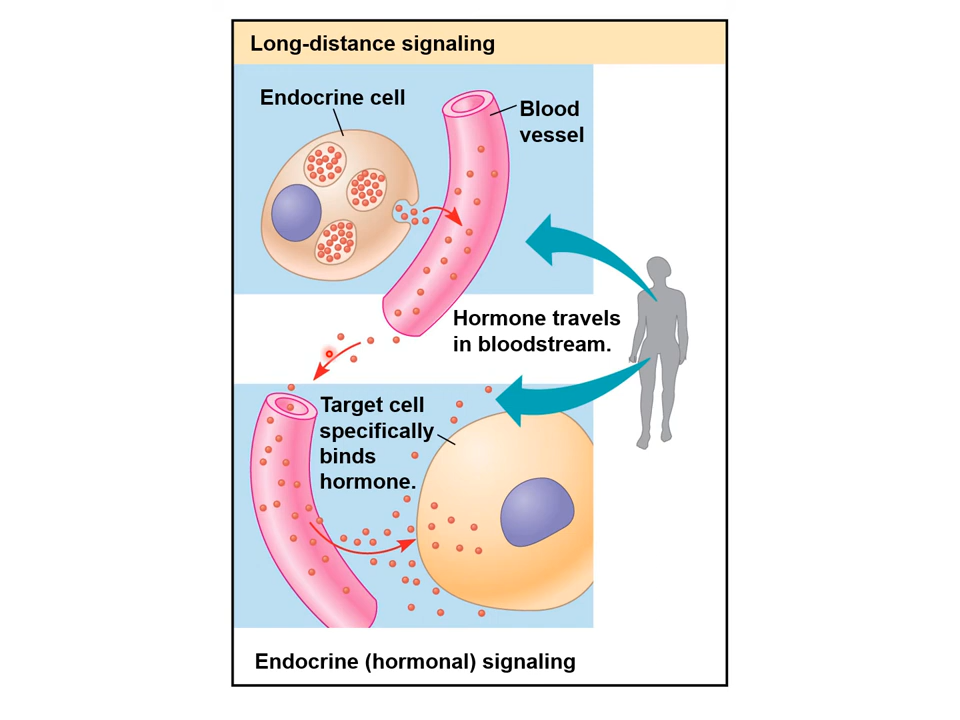 Long-distance signaling
Endocrine cell
Blood
vessel
Hormone travels
in bloodstream.
Target cell
specifically
binds
hormone.
Endocrine (hormonal) signaling